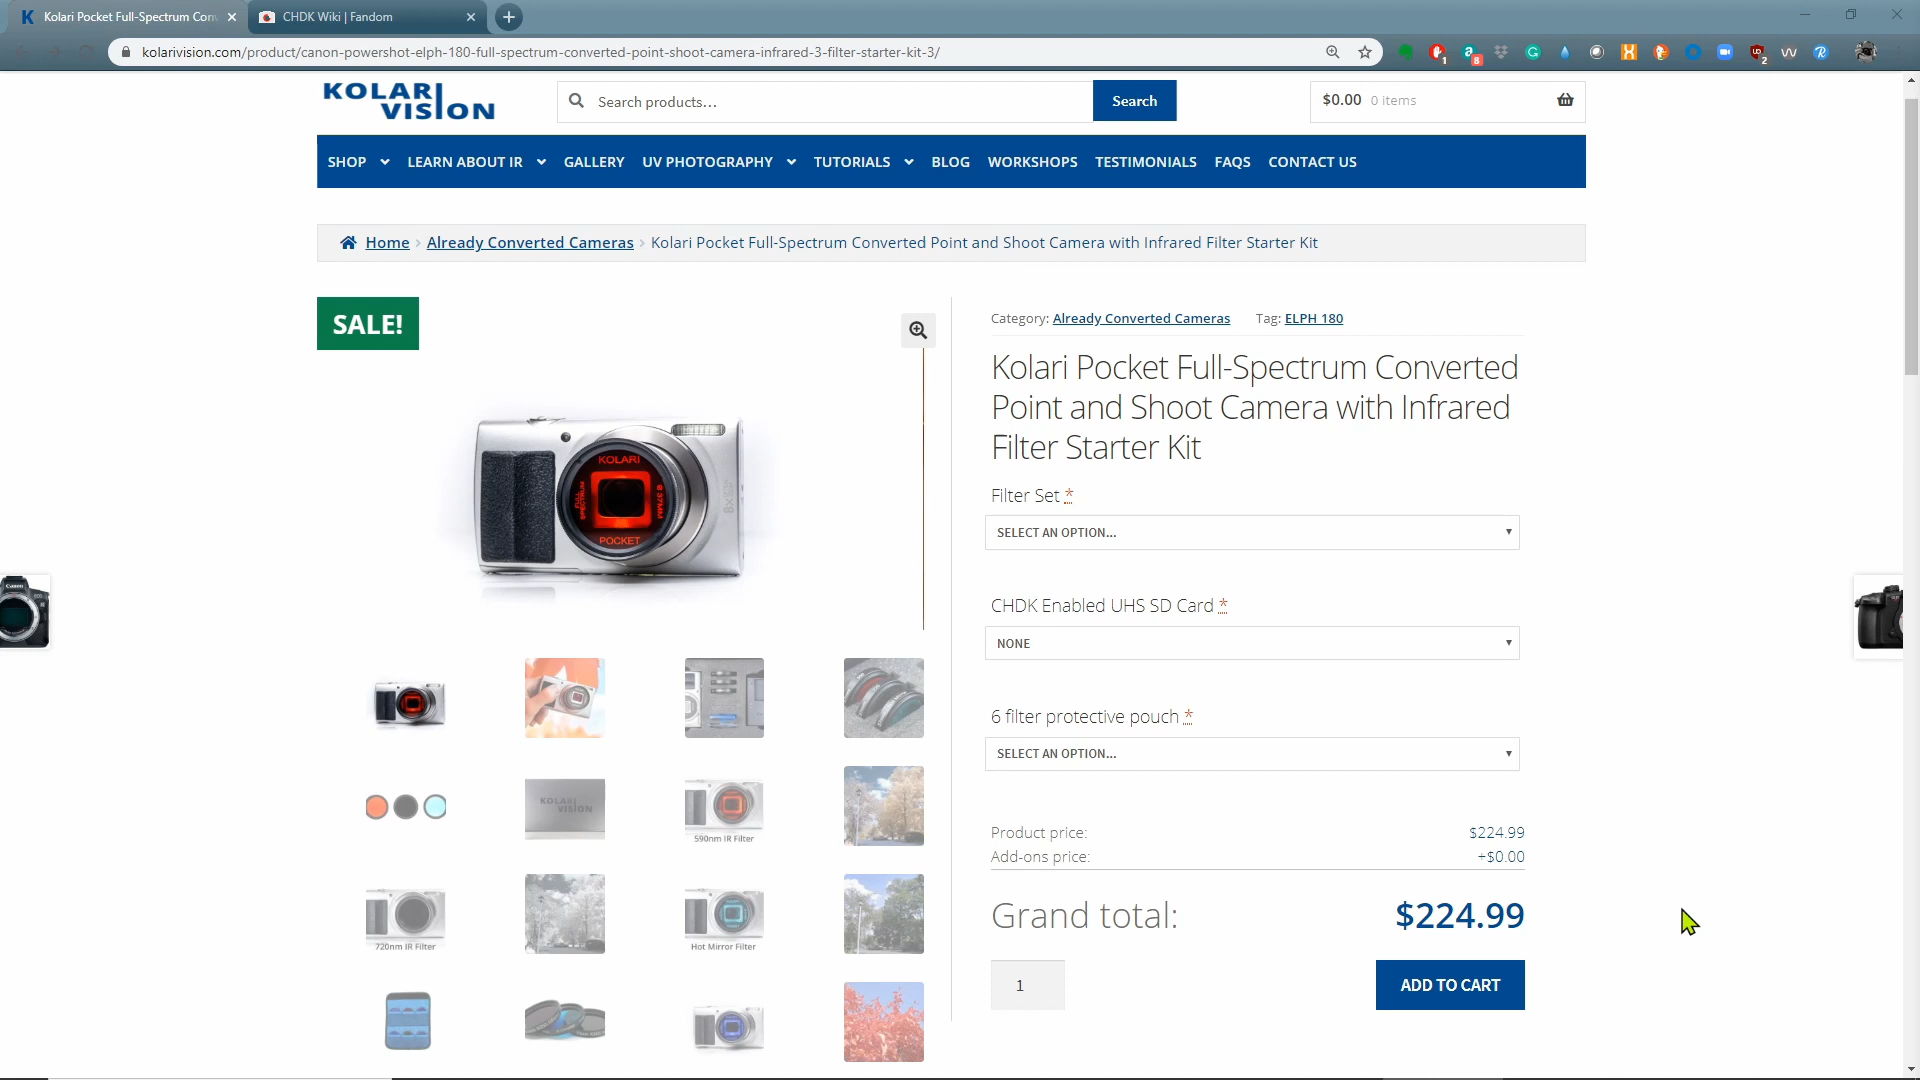 Kolari Pocket Full-Spectrum Con
CHDK Wiki | Fandom
kolarivision.com/product/canon-powershot-elph-180-full-spectrum-converted-point-shoot-camera-infrared-3-filter-starter-kit-3/
KOLARI
VISION
Search products...
Search
$0.00 0 items
SHOP LEARN ABOUT IR GALLERY UV PHOTOGRAPHY TUTORIALS BLOG WORKSHOPS TESTIMONIALS FAQS CONTACT US
Home › Already Converted Cameras › Kolari Pocket Full-Spectrum Converted Point and Shoot Camera with Infrared Filter Starter Kit
SALE!
KOLARI
FULL
SPECTRUM
37MM
POCKET
Category: Already Converted Cameras Tag: ELPH 180
Kolari Pocket Full-Spectrum Converted
Point and Shoot Camera with Infrared
Filter Starter Kit
Filter Set *
SELECT AN OPTION...
CHDK Enabled UHS SD Card *
NONE
6 filter protective pouch *
SELECT AN OPTION...
Product price: $224.99
Add-ons price: +$0.00
Grand total: $224.99
1
ADD TO CART
KOLARI
VISION
590nm IR Filter
720nm IR Filter
Hot Mirror Filter
Canon